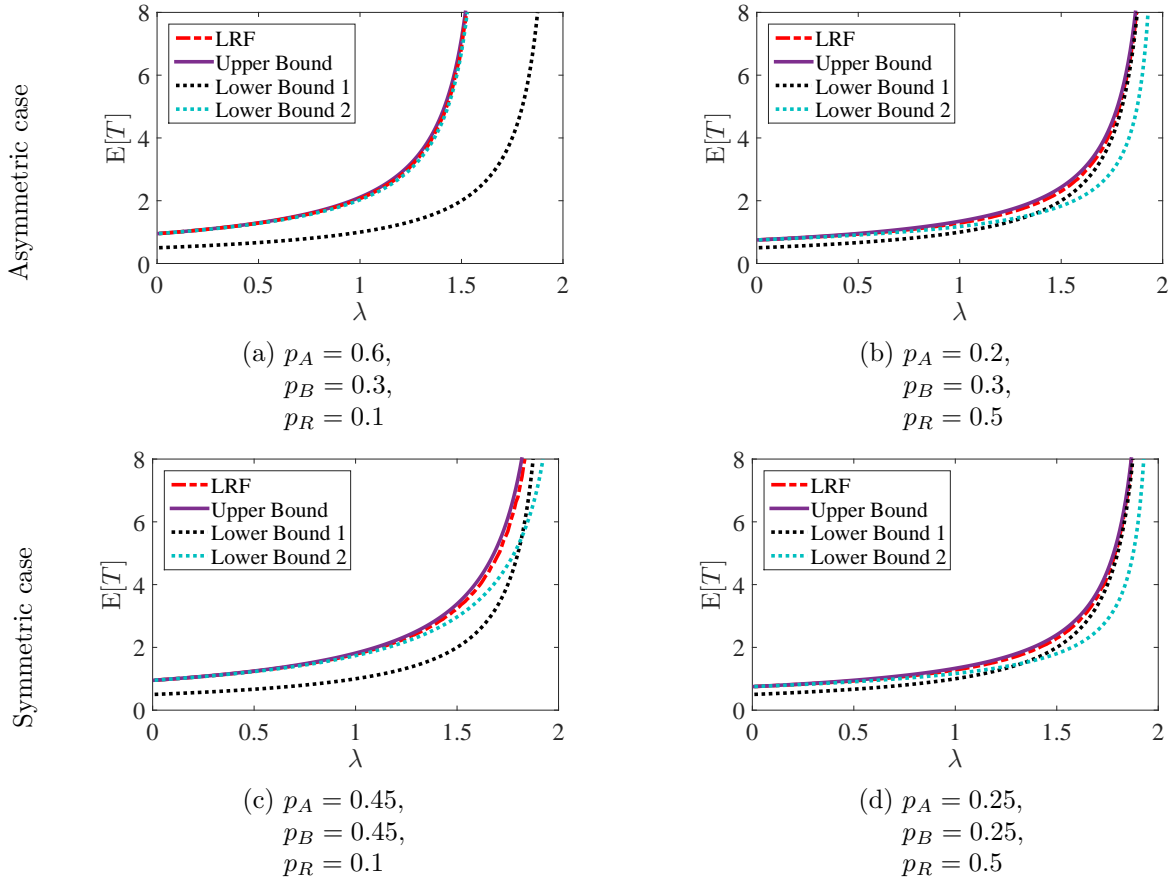 Asymmetric case
8
6
4
2
0
E[T]
LRF
Upper Bound
Lower Bound 1
Lower Bound 2
0 0.5 1 1.5 2
λ
(a) p_A = 0.6,
p_B = 0.3,
p_R = 0.1
8
6
4
2
0
E[T]
LRF
Upper Bound
Lower Bound 1
Lower Bound 2
0 0.5 1 1.5 2
λ
(b) p_A = 0.2,
p_B = 0.3,
p_R = 0.5
Symmetric case
8
6
4
2
0
E[T]
LRF
Upper Bound
Lower Bound 1
Lower Bound 2
0 0.5 1 1.5 2
λ
(c) p_A = 0.45,
p_B = 0.45,
p_R = 0.1
8
6
4
2
0
E[T]
LRF
Upper Bound
Lower Bound 1
Lower Bound 2
0 0.5 1 1.5 2
λ
(d) p_A = 0.25,
p_B = 0.25,
p_R = 0.5